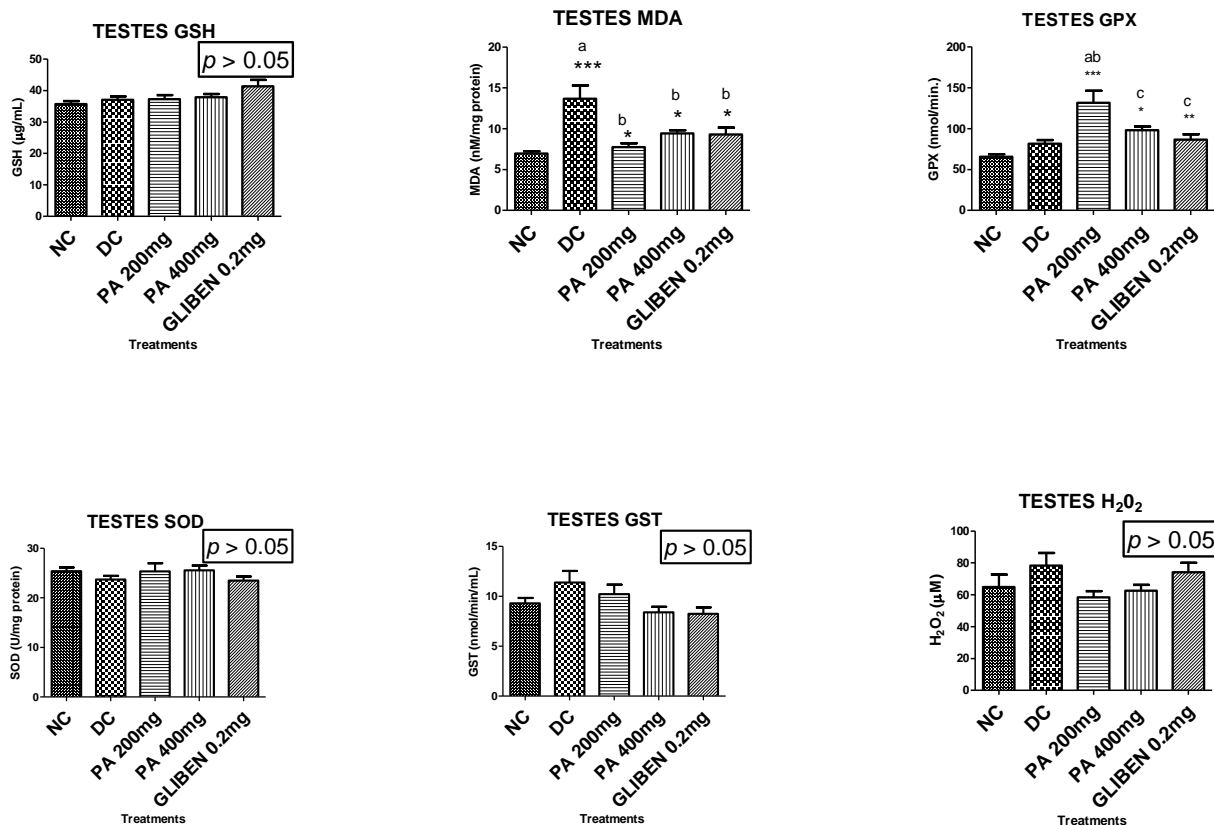 TESTES GSH
p > 0.05
GSH (µg/mL)
50
40
30
20
10
0
NC
DC
PA 200mg
PA 400mg
GLIBEN 0.2mg
Treatments
TESTES MDA
MDA (nM/mg protein)
20
15
10
5
0
a
***
b
*
b
*
b
*
NC
DC
PA 200mg
PA 400mg
GLIBEN 0.2mg
Treatments
TESTES GPX
GPX (nmol/min.)
200
150
100
50
0
ab
***
c
*
c
**
NC
DC
PA 200mg
PA 400mg
GLIBEN 0.2mg
Treatments
TESTES SOD
p > 0.05
SOD (U/mg protein)
30
20
10
0
NC
DC
PA 200mg
PA 400mg
GLIBEN 0.2mg
Treatments
TESTES GST
p > 0.05
GST (nmol/min/mL)
15
10
5
0
NC
DC
PA 200mg
PA 400mg
GLIBEN 0.2mg
Treatments
TESTES H₂0₂
p > 0.05
H₂O₂ (µM)
80
60
40
20
0
NC
DC
PA 200mg
PA 400mg
GLIBEN 0.2mg
Treatments